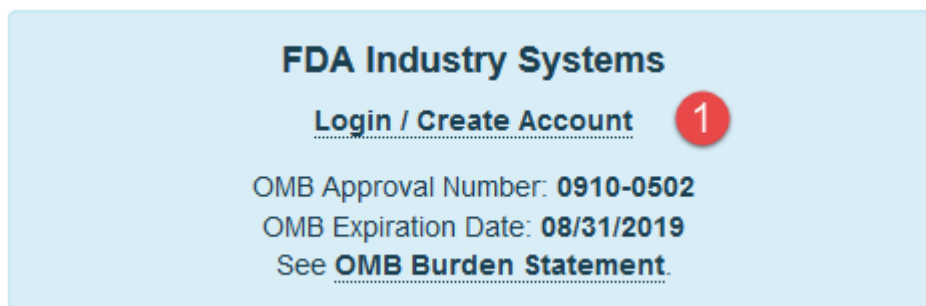 FDA Industry Systems
Login / Create Account 1
OMB Approval Number: 0910-0502
OMB Expiration Date: 08/31/2019
See OMB Burden Statement.